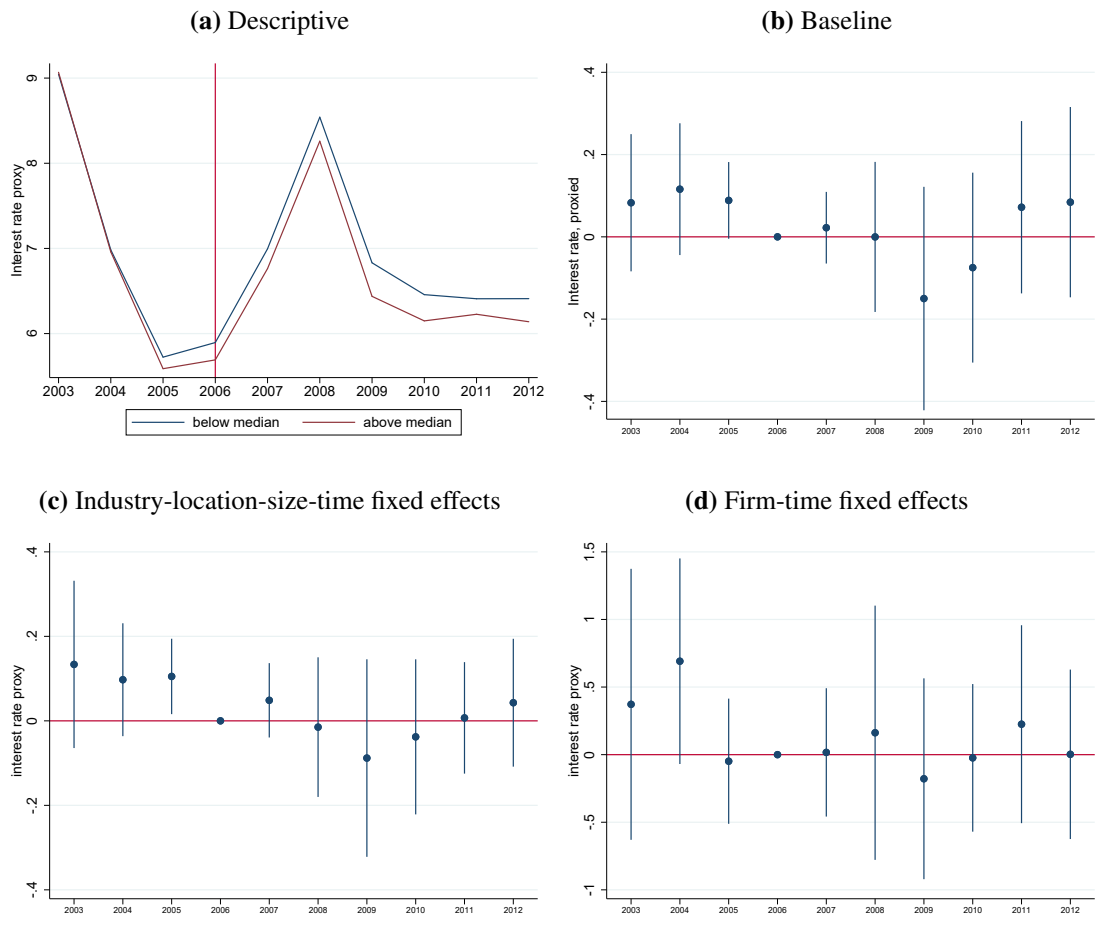 (a) Descriptive
Interest rate proxy
9
8
7
6
2003 2004 2005 2006 2007 2008 2009 2010 2011 2012
below median above median
(b) Baseline
Interest rate, proxied
.4
.2
0
-.2
-.4
2003 2004 2005 2006 2007 2008 2009 2010 2011 2012
(c) Industry-location-size-time fixed effects
interest rate proxy
.4
.2
0
-.2
-.4
2003 2004 2005 2006 2007 2008 2009 2010 2011 2012
(d) Firm-time fixed effects
interest rate proxy
1.5
1
.5
0
-.5
-1
2003 2004 2005 2006 2007 2008 2009 2010 2011 2012